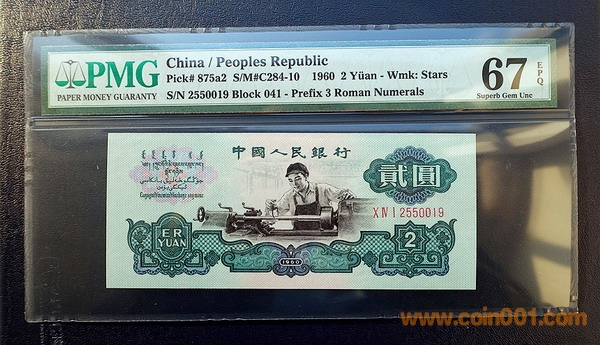 PMG
PAPER MONEY GUARANTY
China / Peoples Republic
Pick# 875a2 S/M#C284-10 1960 2 Yüan - Wmk: Stars
S/N 2550019 Block 041 - Prefix 3 Roman Numerals
67
EPQ
Superb Gem Unc
中國人民銀行
貳圓
XN I 2550019
ER
YUAN
2
1960
www.coin001.com